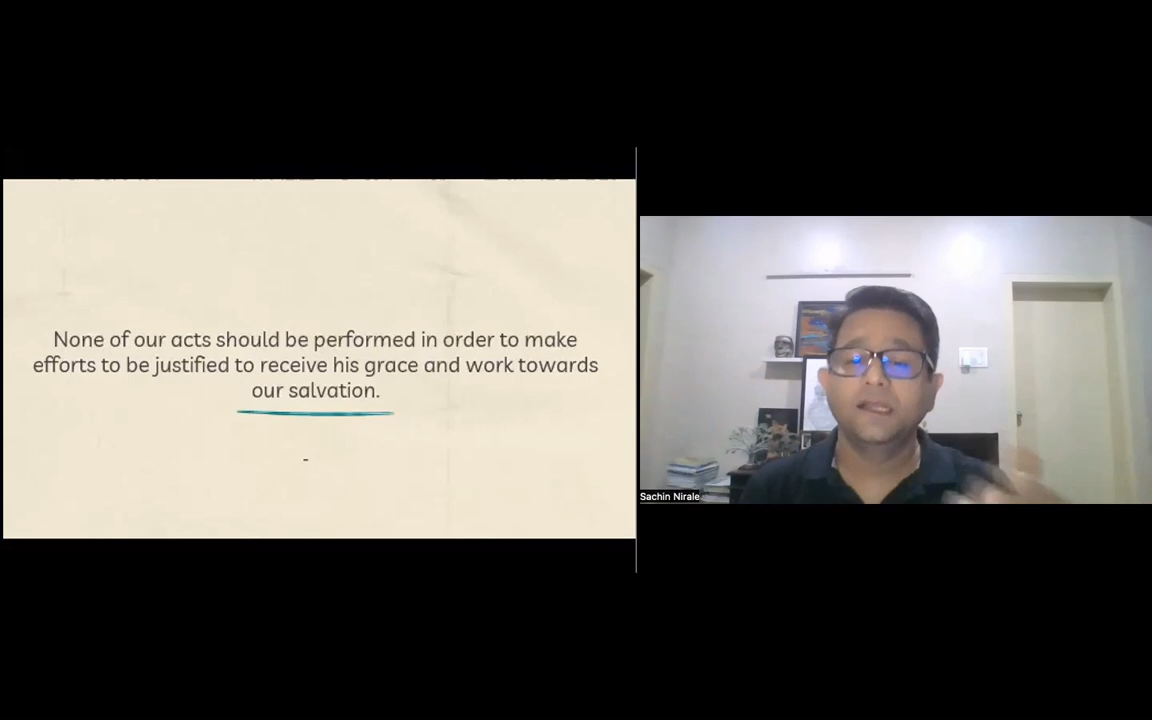 None of our acts should be performed in order to make
efforts to be justified to receive his grace and work towards
our salvation.
-
Sachin Nirale